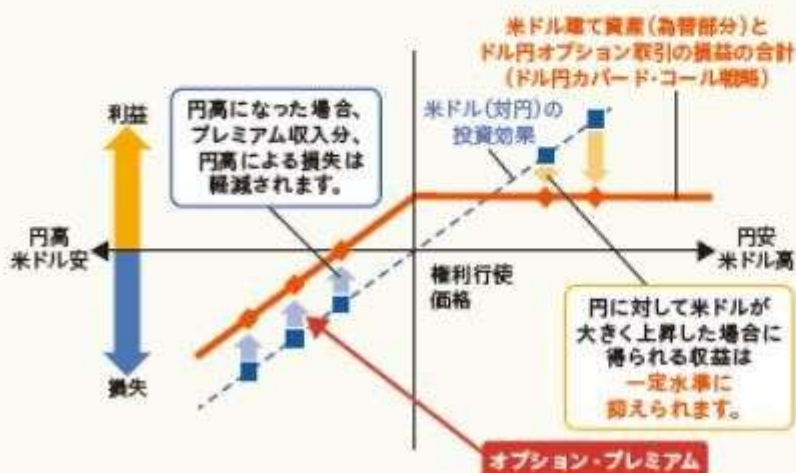 米ドル建て資産(為替部分)と
ドル円オプション取引の損益の合計
(ドル円カバード・コール戦略)
利益
円高になった場合、
プレミアム収入分、
円高による損失は
軽減されます。
米ドル(対円)の
投資効果
円高
米ドル安
円安
米ドル高
権利行使
価格
円に対して米ドルが
大きく上昇した場合に
得られる収益は
一定水準に
抑えられます。
損失
オプション・プレミアム